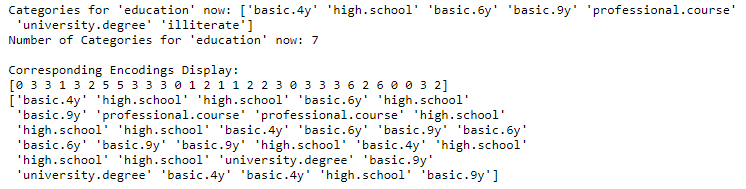 Categories for 'education' now: ['basic.4y' 'high.school' 'basic.6y' 'basic.9y' 'professional.course'
'university.degree' 'illiterate']
Number of Categories for 'education' now: 7
Corresponding Encodings Display:
[0 3 3 1 3 2 5 5 3 3 3 0 1 2 1 1 2 2 3 0 3 3 3 6 2 6 0 0 3 2]
['basic.4y' 'high.school' 'high.school' 'basic.6y' 'high.school'
'basic.9y' 'professional.course' 'professional.course' 'high.school'
'high.school' 'high.school' 'basic.4y' 'basic.6y' 'basic.9y' 'basic.6y'
'basic.6y' 'basic.9y' 'basic.9y' 'high.school' 'basic.4y' 'high.school'
'high.school' 'high.school' 'university.degree' 'basic.9y'
'university.degree' 'basic.4y' 'basic.4y' 'high.school' 'basic.9y']